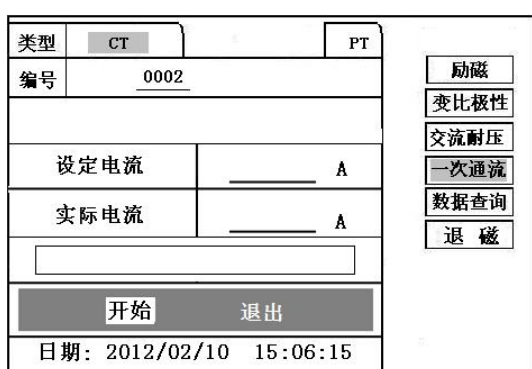 类型 CT PT
编号 0002
设定电流 A
实际电流 A
开始 退出
日期: 2012/02/10 15:06:15
励磁
变比极性
交流耐压
一次通流
数据查询
退 磁